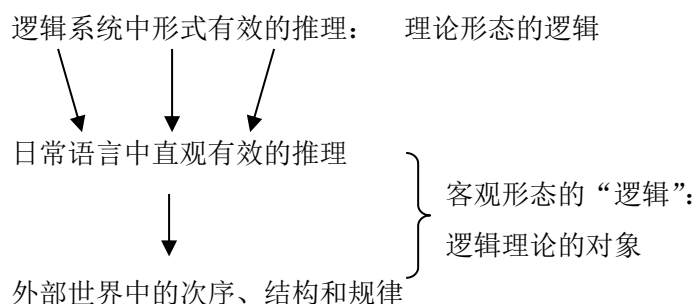 逻辑系统中形式有效的推理： 理论形态的逻辑
日常语言中直观有效的推理
客观形态的“逻辑”：
逻辑理论的对象
外部世界中的次序、结构和规律